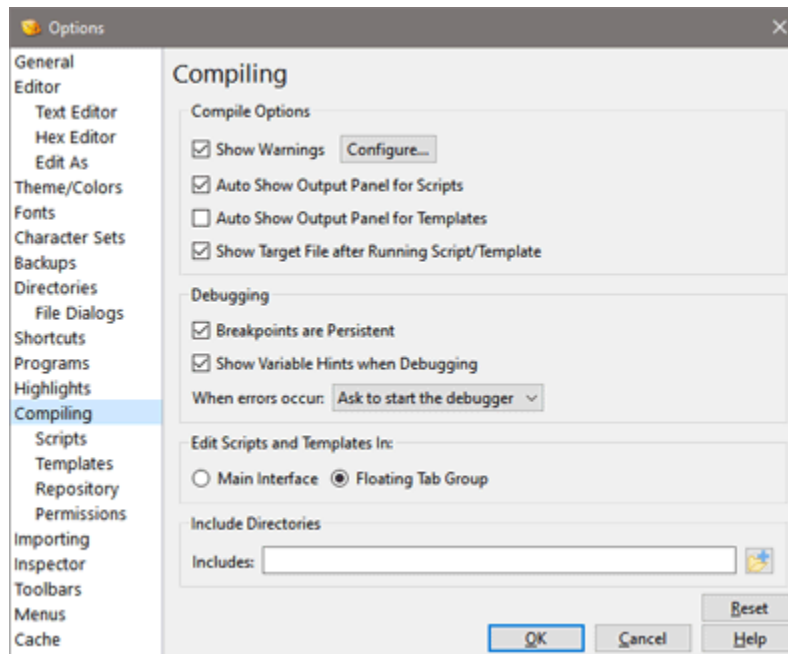 Options
General
Editor
Text Editor
Hex Editor
Edit As
Theme/Colors
Fonts
Character Sets
Backups
Directories
File Dialogs
Shortcuts
Programs
Highlights
Compiling
Scripts
Templates
Repository
Permissions
Importing
Inspector
Toolbars
Menus
Cache
Compiling
Compile Options
Show Warnings Configure...
Auto Show Output Panel for Scripts
Auto Show Output Panel for Templates
Show Target File after Running Script/Template
Debugging
Breakpoints are Persistent
Show Variable Hints when Debugging
When errors occur: Ask to start the debugger
Edit Scripts and Templates In:
Main Interface Floating Tab Group
Include Directories
Includes:
Reset
OK Cancel Help